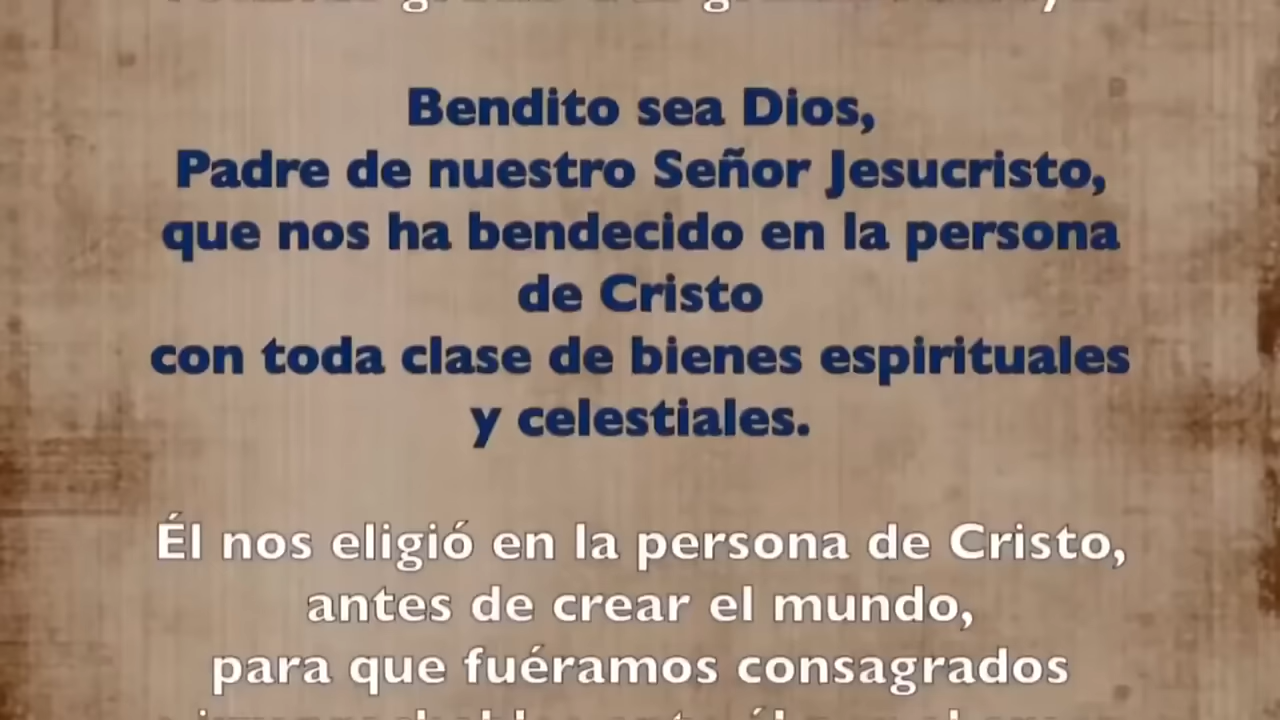 Bendito sea Dios,
Padre de nuestro Señor Jesucristo,
que nos ha bendecido en la persona
de Cristo
con toda clase de bienes espirituales
y celestiales.
Él nos eligió en la persona de Cristo,
antes de crear el mundo,
para que fuéramos consagrados